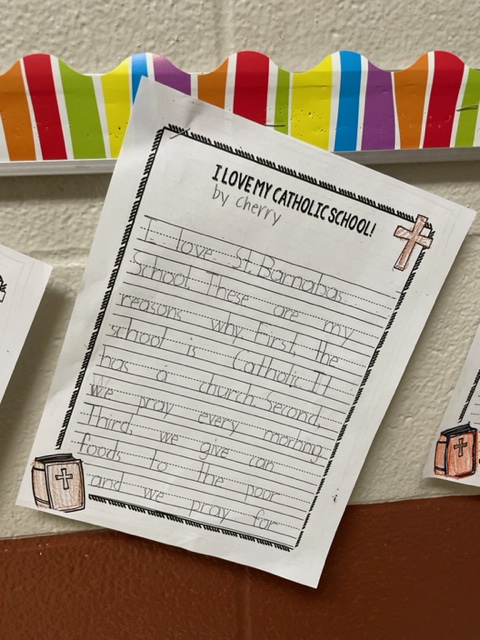 I LOVE MY CATHOLIC SCHOOL!
by cherry
I love St. Barnabas
School. These are my
reasons why. First, the
school is Catholic. It
has a church. Second,
We pray every morning.
Third, we give can
foods to the poor
and we pray for